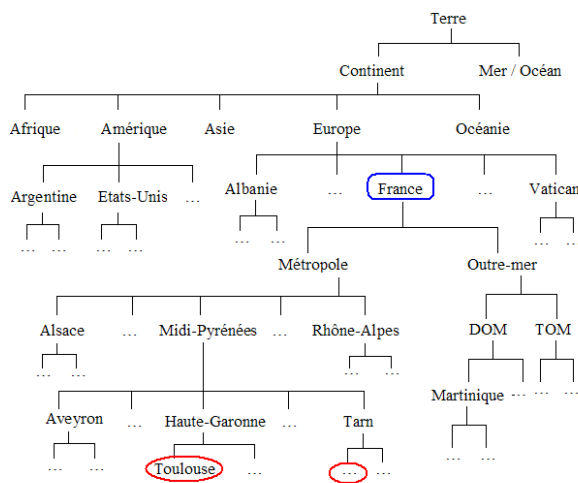 Terre
Continent Mer / Océan
Afrique Amérique Asie Europe Océanie
Argentine Etats-Unis ... Albanie ... France ... Vatican
... ... ... ... ... ... ... ...
Métropole Outre-mer
Alsace ... Midi-Pyrénées ... Rhône-Alpes DOM TOM
... ... ... ... Martinique ... ... ...
Aveyron ... Haute-Garonne ... Tarn
... ... Toulouse ... ... ... ... ...